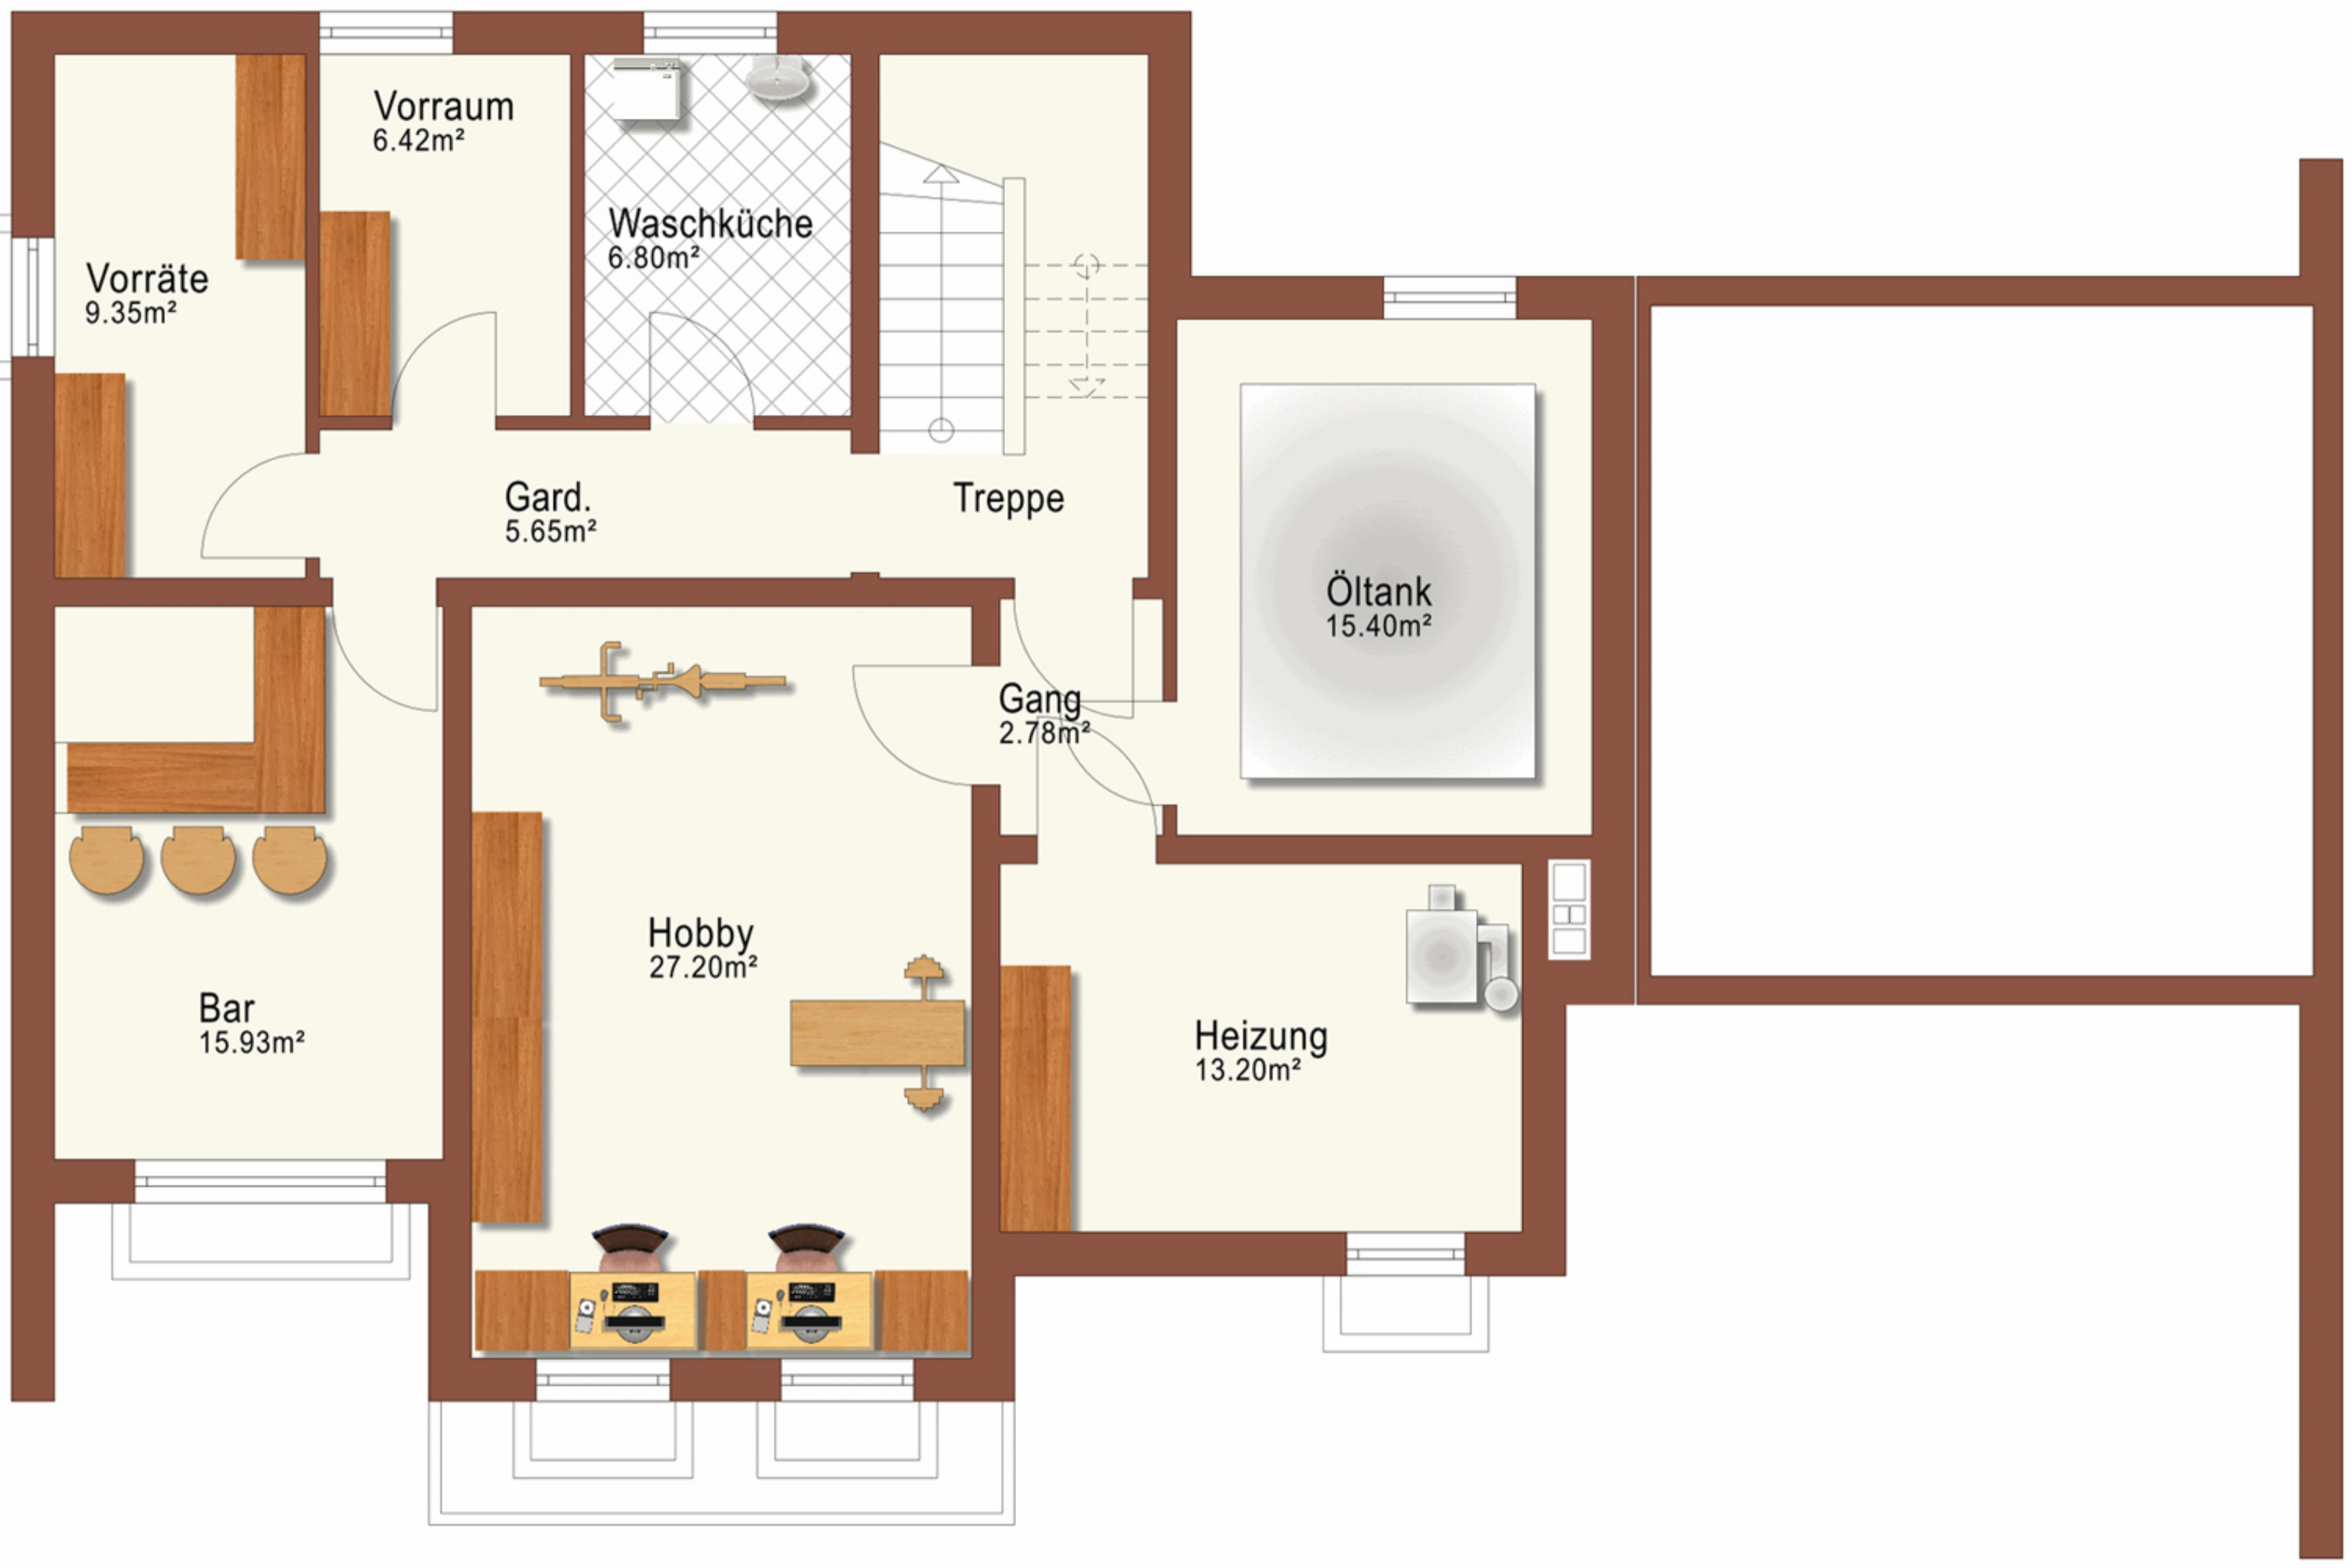 Vorraum
6.42m²
Waschküche
6.80m²
Vorräte
9.35m²
Gard.
5.65m²
Treppe
Öltank
15.40m²
Gang
2.78m²
Hobby
27.20m²
Bar
15.93m²
Heizung
13.20m²